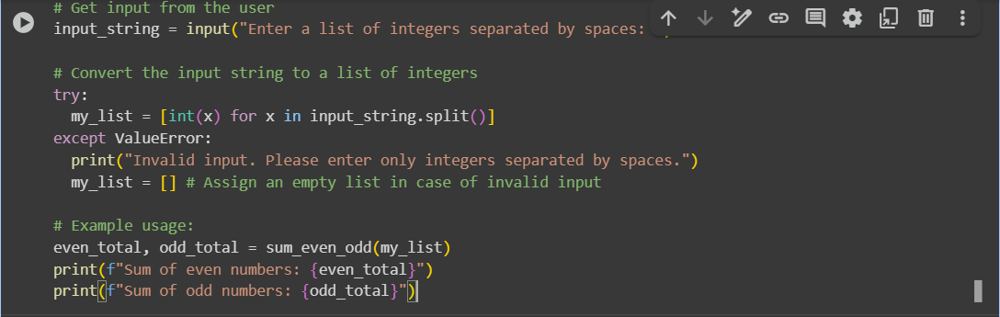 # Get input from the user
input_string = input("Enter a list of integers separated by spaces:

# Convert the input string to a list of integers
try:
  my_list = [int(x) for x in input_string.split()]
except ValueError:
  print("Invalid input. Please enter only integers separated by spaces.")
  my_list = [] # Assign an empty list in case of invalid input

# Example usage:
even_total, odd_total = sum_even_odd(my_list)
print(f"Sum of even numbers: {even_total}")
print(f"Sum of odd numbers: {odd_total}")